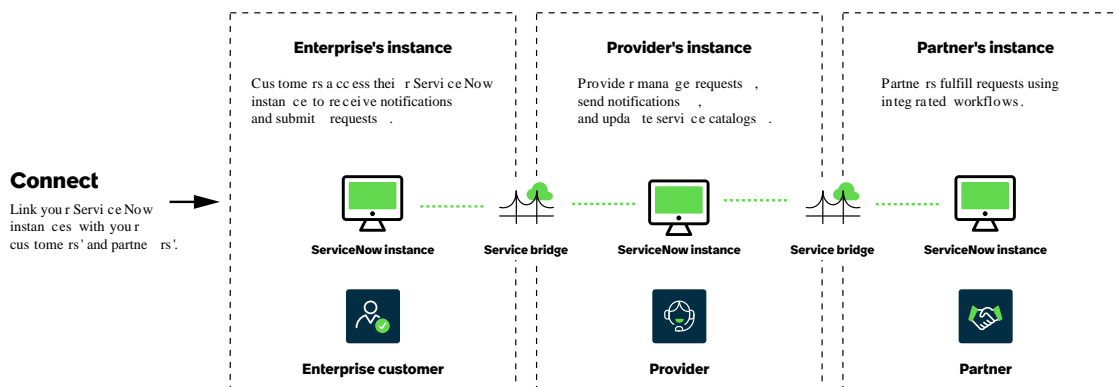 Connect
Link your ServiceNow
instances with your
customers' and partners'.
Enterprise's instance
Customers access their ServiceNow
instance to receive notifications
and submit requests.
ServiceNow instance
Enterprise customer
Service bridge
Provider's instance
Provider manage requests,
send notifications,
and update service catalogs.
ServiceNow instance
Provider
Service bridge
Partner's instance
Partners fulfill requests using
integrated workflows.
ServiceNow instance
Partner